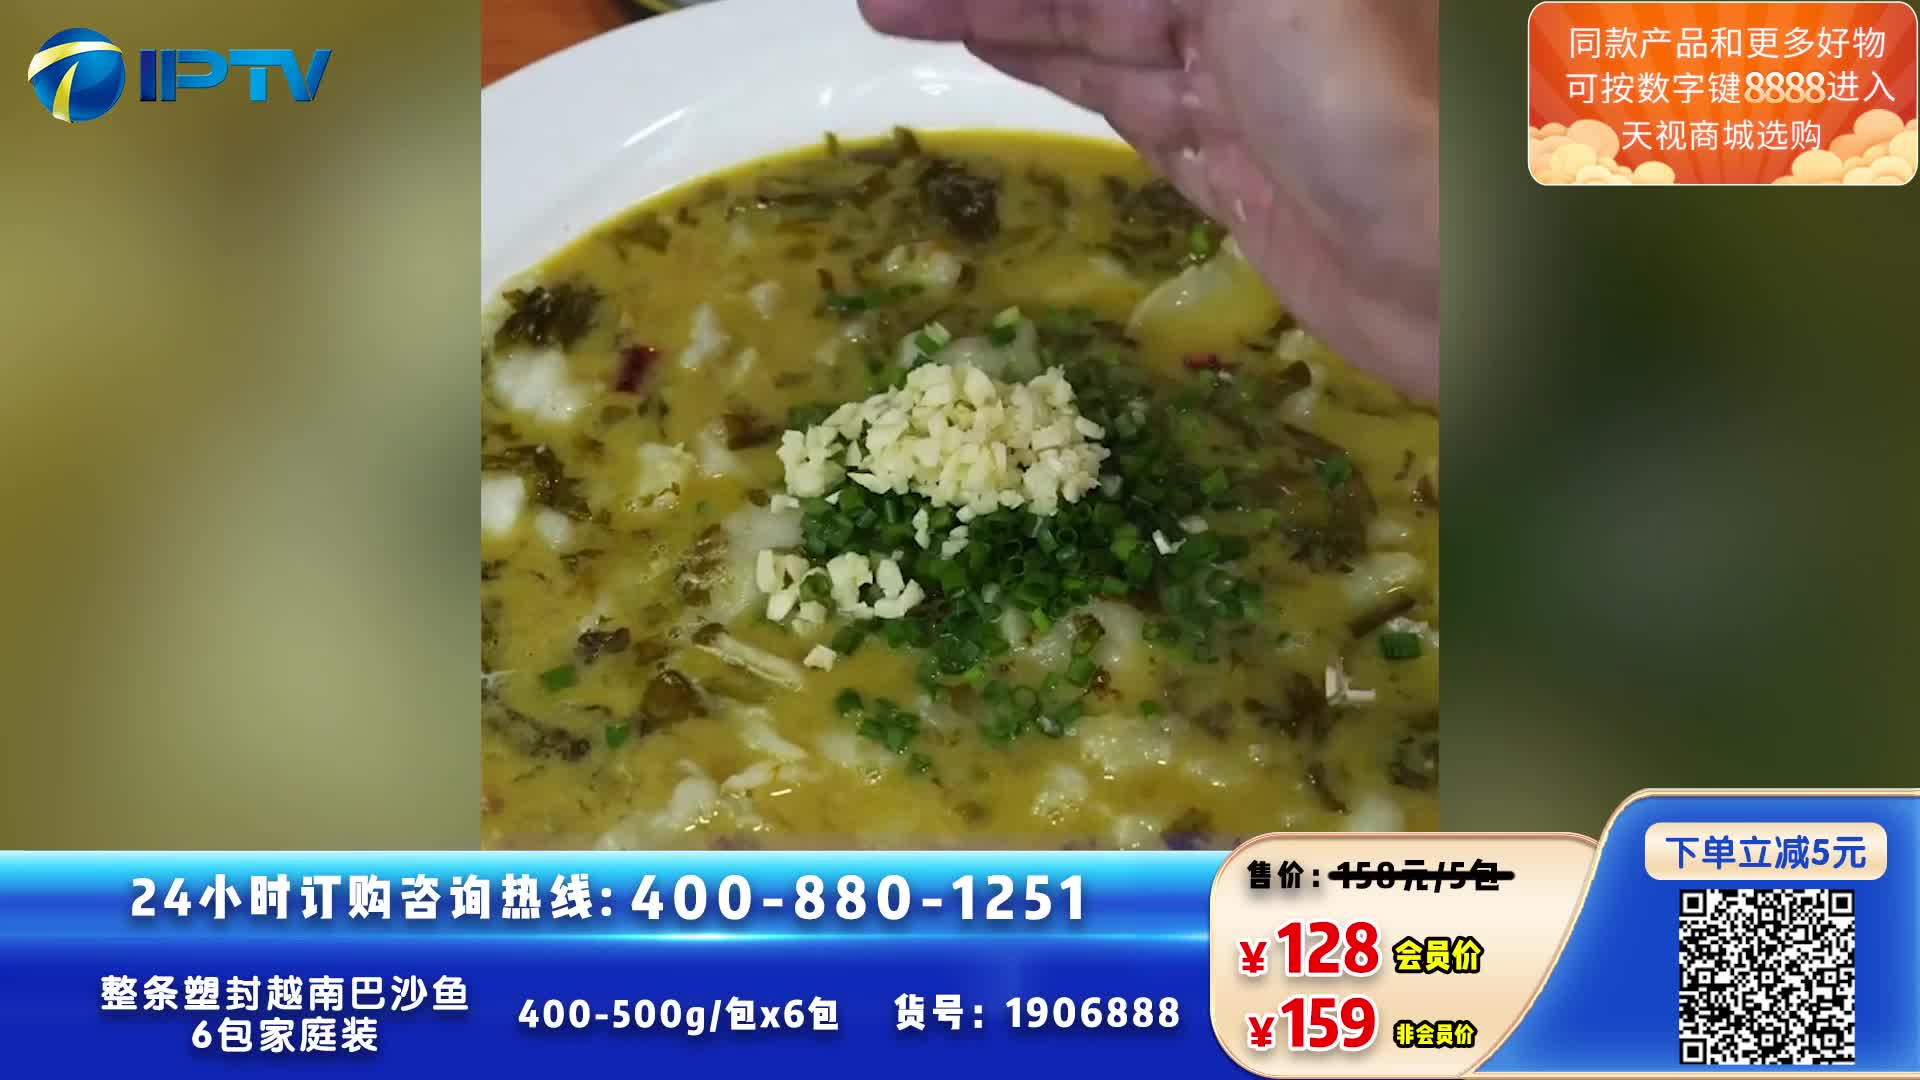 IPTV
同款产品和更多好物
可按数字键8888进入
天视商城选购
24小时订购咨询热线:400-880-1251
整条塑封越南巴沙鱼
6包家庭装
400-500g/包x6包
货号：1906888
售价：158元/5包
¥128 会员价
¥159 非会员价
下单立减5元